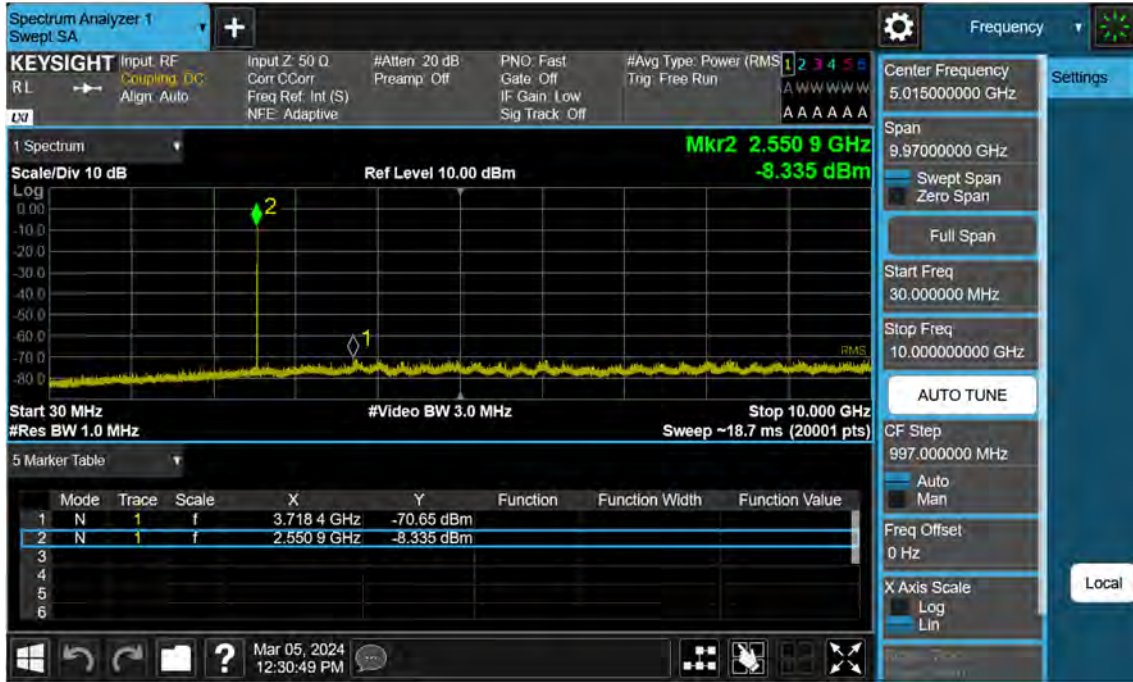 Spectrum Analyzer 1
Swept SA
Frequency
KEYSIGHT
RL
LXI
Input: RF
Coupling: DC
Align: Auto
Input Z: 50 Ω
Corr CCorr
Freq Ref: Int (S)
NFE: Adaptive
#Atten: 20 dB
Preamp: Off
PNO: Fast
Gate: Off
IF Gain: Low
Sig Track: Off
#Avg Type: Power (RMS
Trig: Free Run
1 2 3 4 5 6
A W W W W W
A A A A A A
1 Spectrum
Scale/Div 10 dB
Ref Level 10.00 dBm
Mkr2 2.550 9 GHz
-8.335 dBm
Log
0.00
-10.0
-20.0
-30.0
-40.0
-50.0
-60.0
-70.0
-80.0
2
1
RMS
Start 30 MHz
#Video BW 3.0 MHz
Stop 10.000 GHz
#Res BW 1.0 MHz
Sweep ~18.7 ms (20001 pts)
5 Marker Table
Mode Trace Scale X Y Function Function Width Function Value
1 N 1 f 3.718 4 GHz -70.65 dBm
2 N 1 f 2.550 9 GHz -8.335 dBm
3
4
5
6
Mar 05, 2024
12:30:49 PM
Center Frequency
5.015000000 GHz
Settings
Span
9.97000000 GHz
Swept Span
Zero Span
Full Span
Start Freq
30.000000 MHz
Stop Freq
10.000000000 GHz
AUTO TUNE
CF Step
997.000000 MHz
Auto
Man
Freq Offset
0 Hz
X Axis Scale
Log
Lin
Local